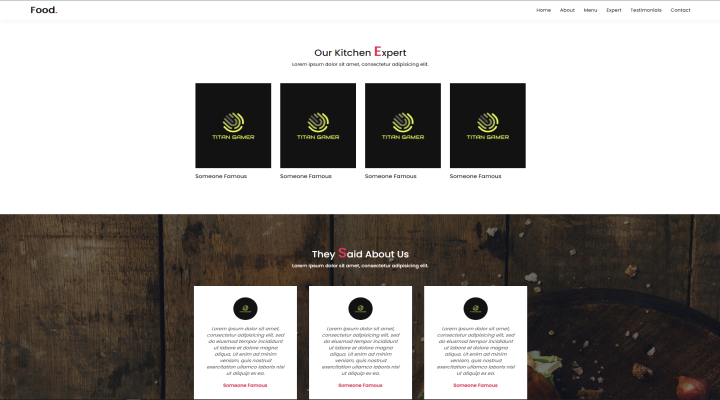 Food.
Home About Menu Expert Testimonials Contact
Our Kitchen Expert
Lorem ipsum dolor sit amet, consectetur adipisicing elit.
TITAN GAMER TITAN GAMER TITAN GAMER TITAN GAMER
Someone Famous Someone Famous Someone Famous Someone Famous
They Said About Us
Lorem ipsum dolor sit amet, consectetur adipisicing elit.
Lorem ipsum dolor sit amet,
consectetur adipisicing elit, sed
do eiusmod tempor incididunt
ut labore et dolore magna
aliqua. Ut enim ad minim
veniam, quis nostrud
exercitation ullamco laboris nisi
ut aliquip ex ea.
Someone Famous
Lorem ipsum dolor sit amet,
consectetur adipisicing elit, sed
do eiusmod tempor incididunt
ut labore et dolore magna
aliqua. Ut enim ad minim
veniam, quis nostrud
exercitation ullamco laboris nisi
ut aliquip ex ea.
Someone Famous
Lorem ipsum dolor sit amet,
consectetur adipisicing elit, sed
do eiusmod tempor incididunt
ut labore et dolore magna
aliqua. Ut enim ad minim
veniam, quis nostrud
exercitation ullamco laboris nisi
ut aliquip ex ea.
Someone Famous